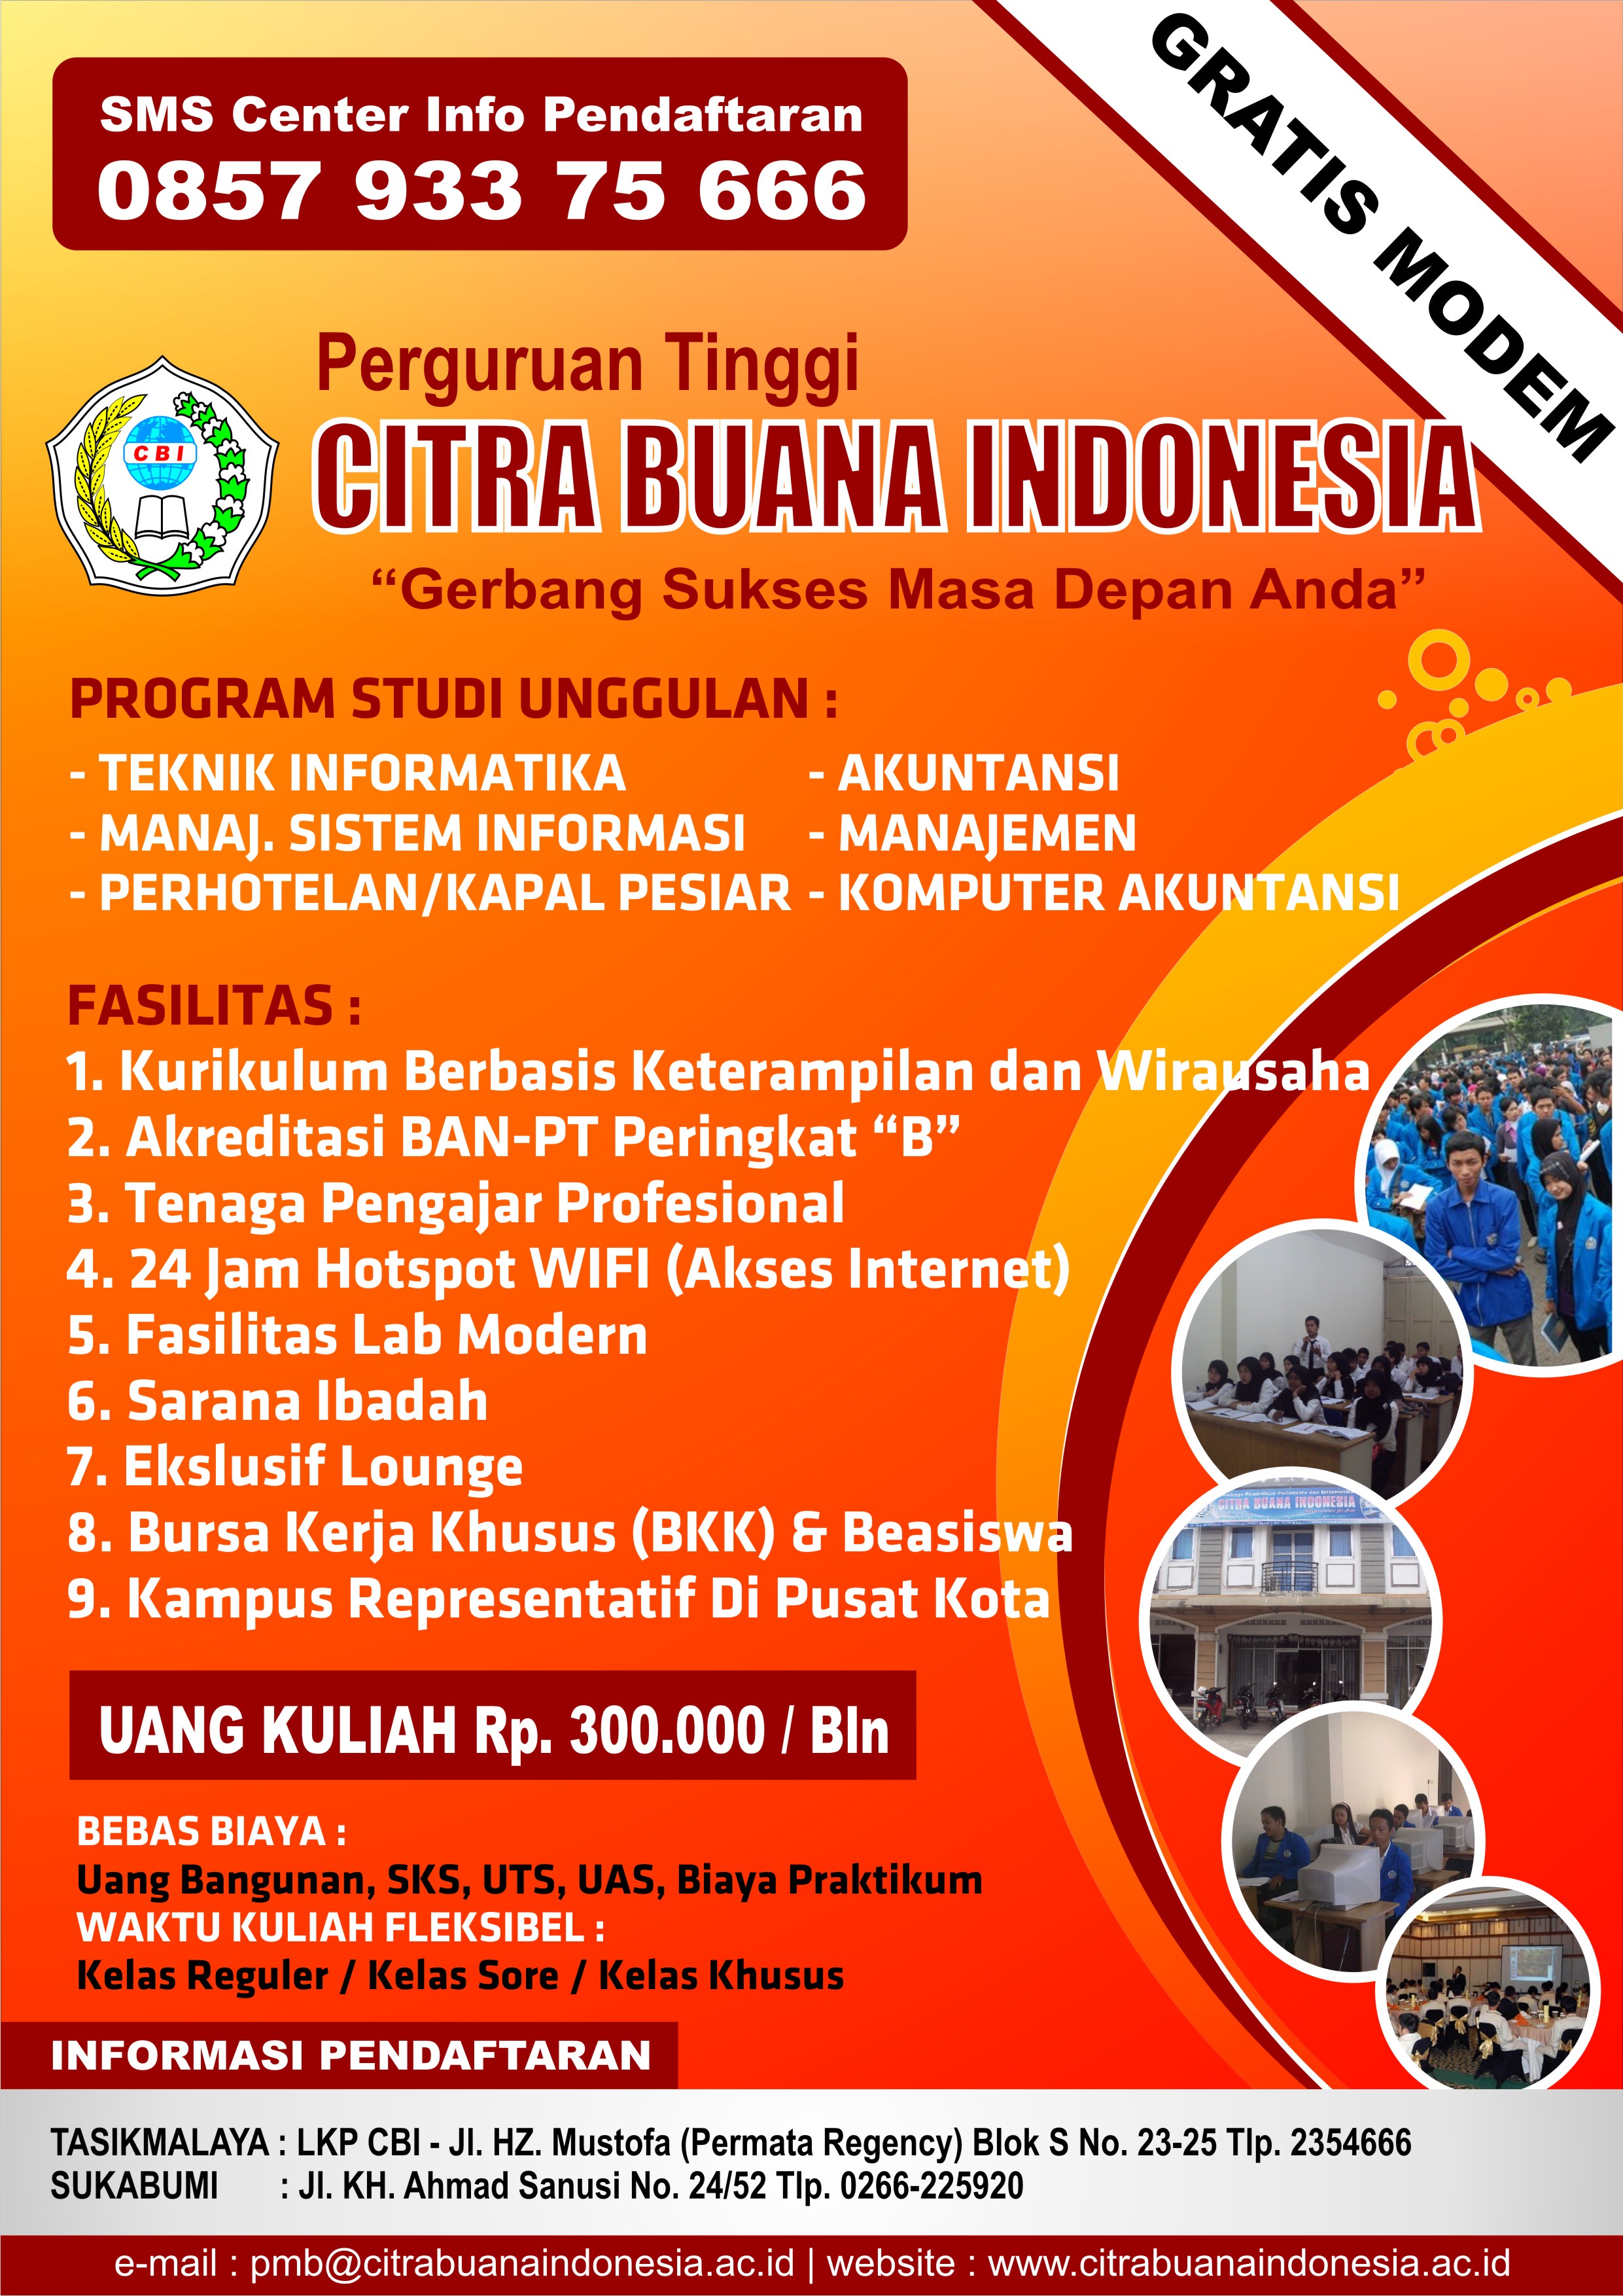 SMS Center Info Pendaftaran
0857 933 75 666
GRATIS MODEM
CBI
Perguruan Tinggi
CITRA BUANA INDONESIA
“Gerbang Sukses Masa Depan Anda”
PROGRAM STUDI UNGGULAN :
- TEKNIK INFORMATIKA
- MANAJ. SISTEM INFORMASI
- PERHOTELAN/KAPAL PESIAR
- AKUNTANSI
- MANAJEMEN
- KOMPUTER AKUNTANSI
FASILITAS :
1. Kurikulum Berbasis Keterampilan dan Wirausaha
2. Akreditasi BAN-PT Peringkat “B”
3. Tenaga Pengajar Profesional
4. 24 Jam Hotspot WIFI (Akses Internet)
5. Fasilitas Lab Modern
6. Sarana Ibadah
7. Ekslusif Lounge
8. Bursa Kerja Khusus (BKK) & Beasiswa
9. Kampus Representatif Di Pusat Kota
CITRA BUANA INDONESIA
UANG KULIAH Rp. 300.000 / Bln
BEBAS BIAYA :
Uang Bangunan, SKS, UTS, UAS, Biaya Praktikum
WAKTU KULIAH FLEKSIBEL :
Kelas Reguler / Kelas Sore / Kelas Khusus
INFORMASI PENDAFTARAN
TASIKMALAYA : LKP CBI - Jl. HZ. Mustofa (Permata Regency) Blok S No. 23-25 Tlp. 2354666
SUKABUMI : Jl. KH. Ahmad Sanusi No. 24/52 Tlp. 0266-225920
e-mail : pmb@citrabuanaindonesia.ac.id | website : www.citrabuanaindonesia.ac.id